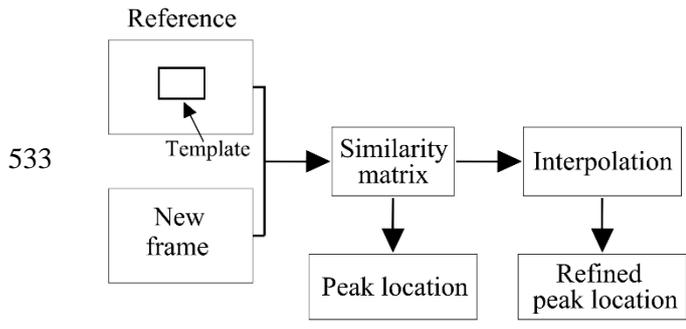 Reference
Template
533
New
frame
Similarity
matrix
Interpolation
Peak location
Refined
peak location